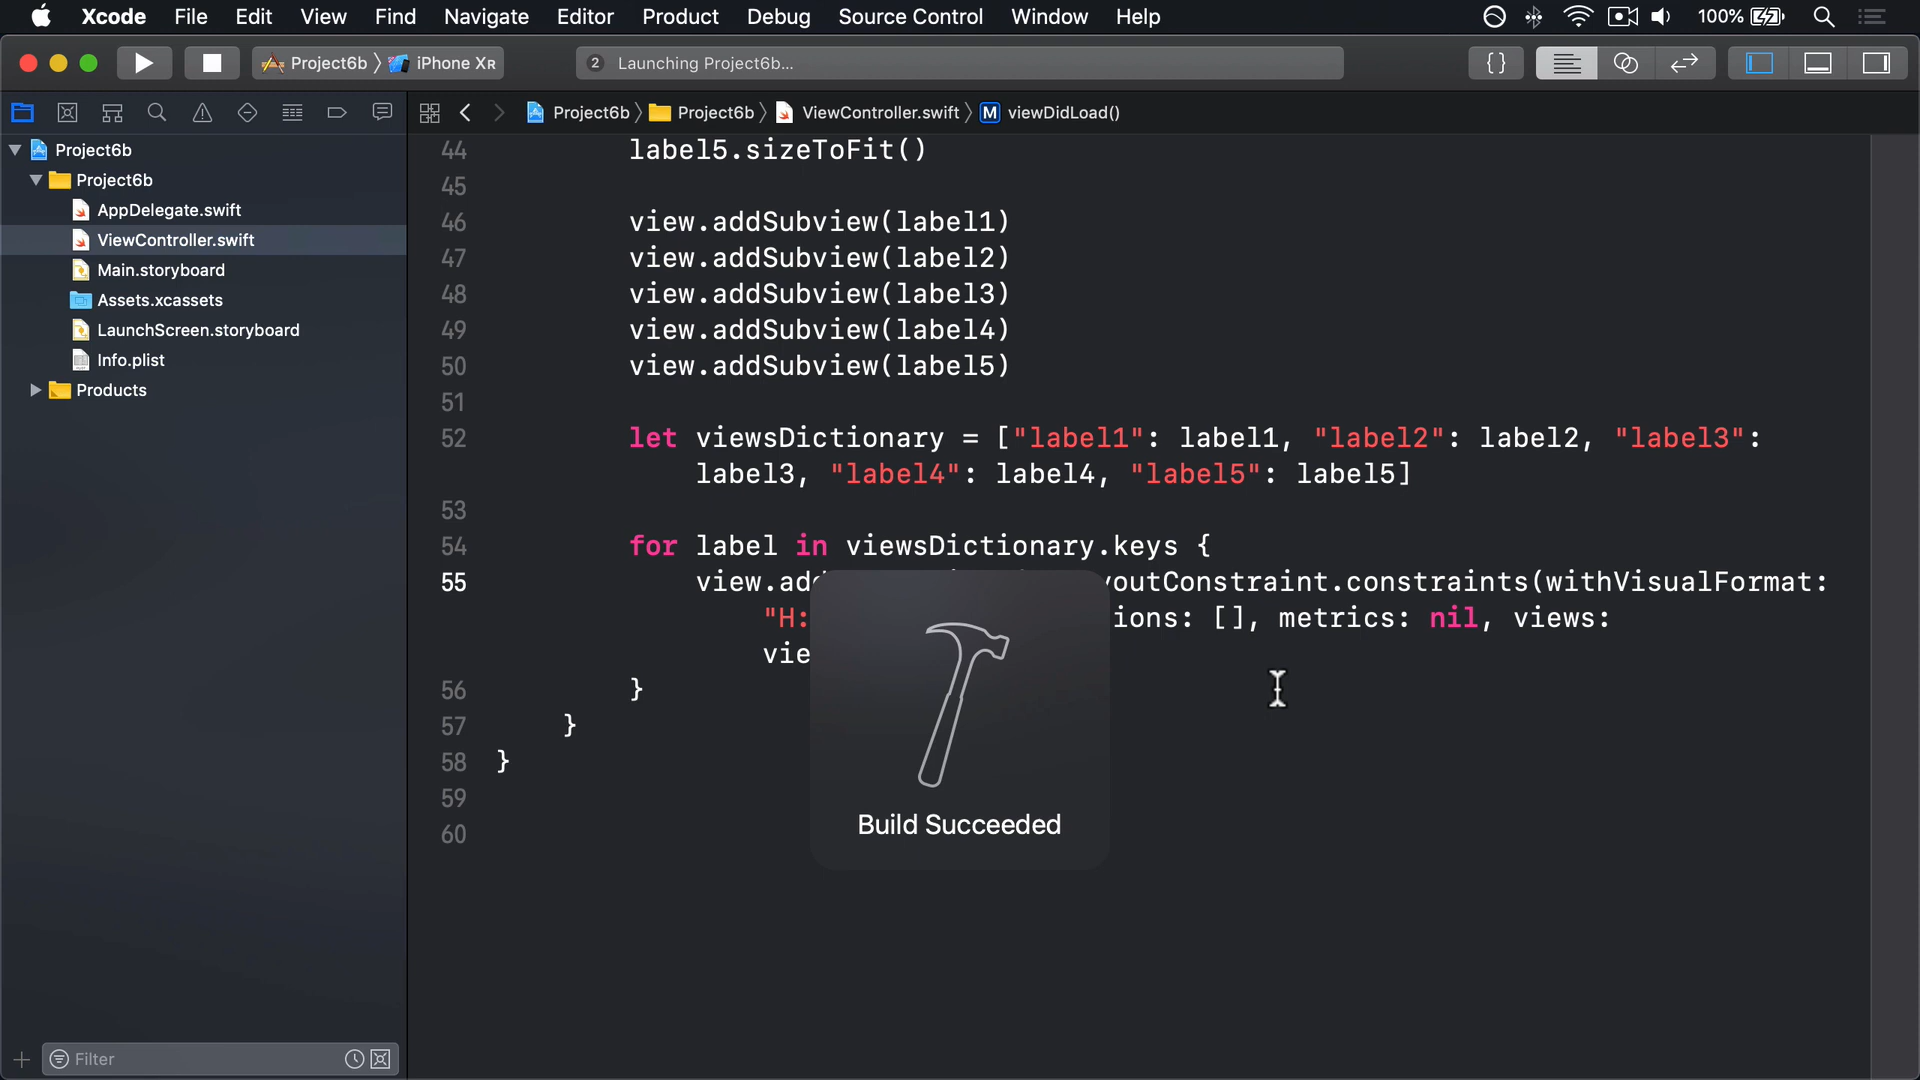 Xcode File Edit View Find Navigate Editor Product Debug Source Control Window Help 100%
Project6b iPhone XR 2 Launching Project6b... {}
Project6b Project6b ViewController.swift M viewDidLoad()
Project6b
Project6b
AppDelegate.swift
ViewController.swift
Main.storyboard
Assets.xcassets
LaunchScreen.storyboard
Info.plist
Products
Filter
44 label5.sizeToFit()
45
46 view.addSubview(label1)
47 view.addSubview(label2)
48 view.addSubview(label3)
49 view.addSubview(label4)
50 view.addSubview(label5)
51
52 let viewsDictionary = ["label1": label1, "label2": label2, "label3":
label3, "label4": label4, "label5": label5]
53
54 for label in viewsDictionary.keys {
55 view.add youtConstraint.constraints(withVisualFormat:
"H: ions: [], metrics: nil, views:
vie
56 }
57 }
58 }
59
60
Build Succeeded